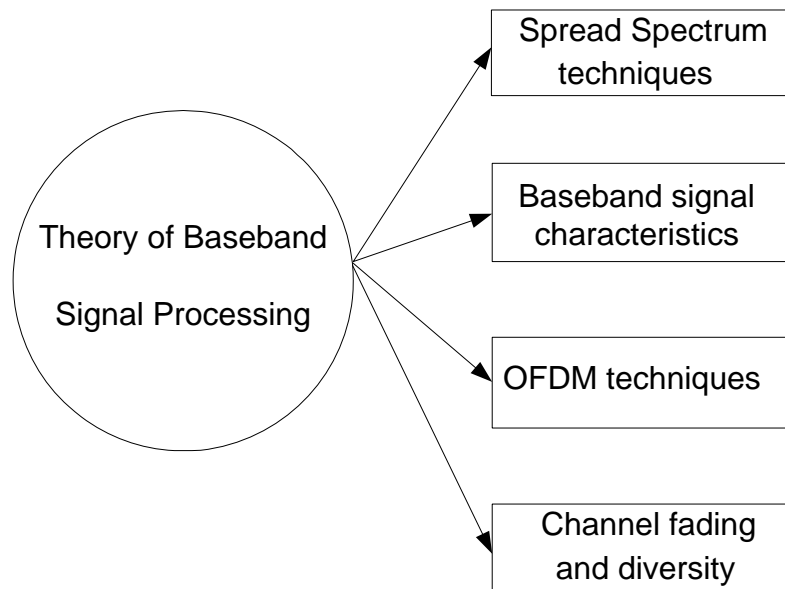 Theory of Baseband
Signal Processing
Spread Spectrum
techniques
Baseband signal
characteristics
OFDM techniques
Channel fading
and diversity